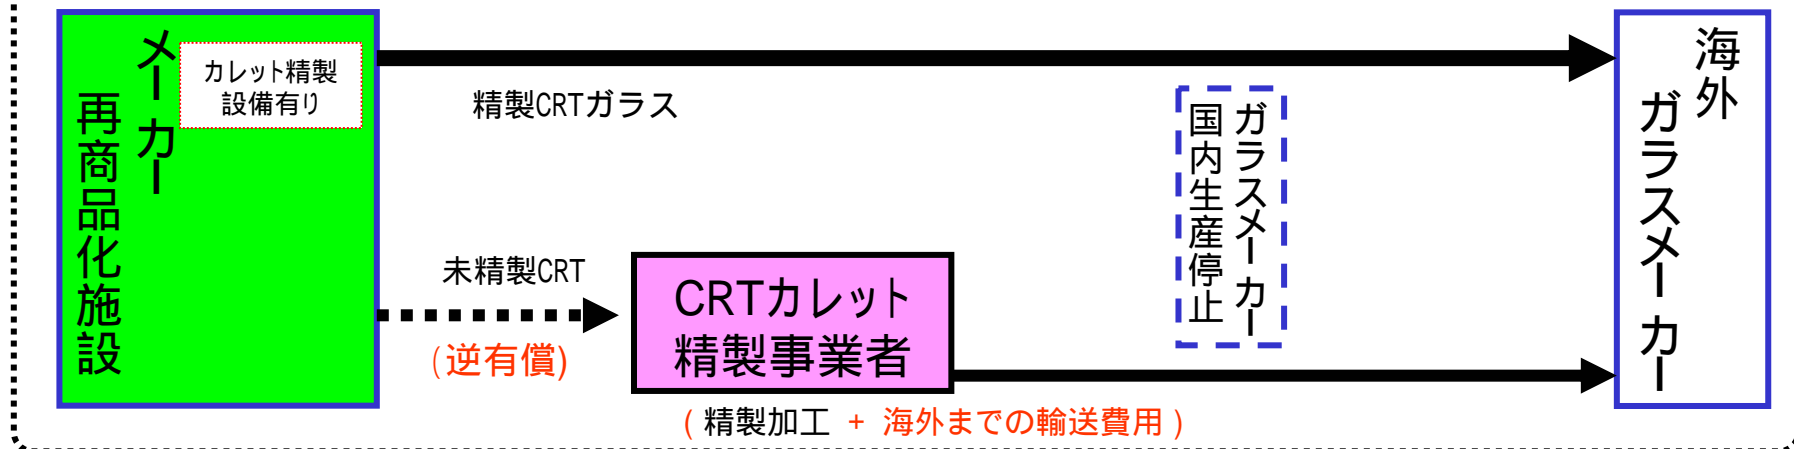 メーカー
再商品化施設
カレット精製
設備有り
精製CRTガラス
未精製CRT
(逆有償)
CRTカレット
精製事業者
(精製加工 + 海外までの輸送費用)
ガラスメーカー
国内生産停止
海外
ガラスメーカー